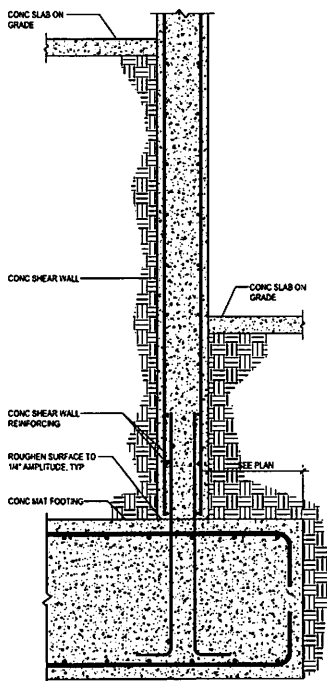 CONC SLAB ON
GRADE
CONC SHEAR WALL
CONC SLAB ON
GRADE
CONC SHEAR WALL
REINFORCING
ROUGHEN SURFACE TO
1/4" AMPLITUDE, TYP
SEE PLAN
CONC MAT FOOTING